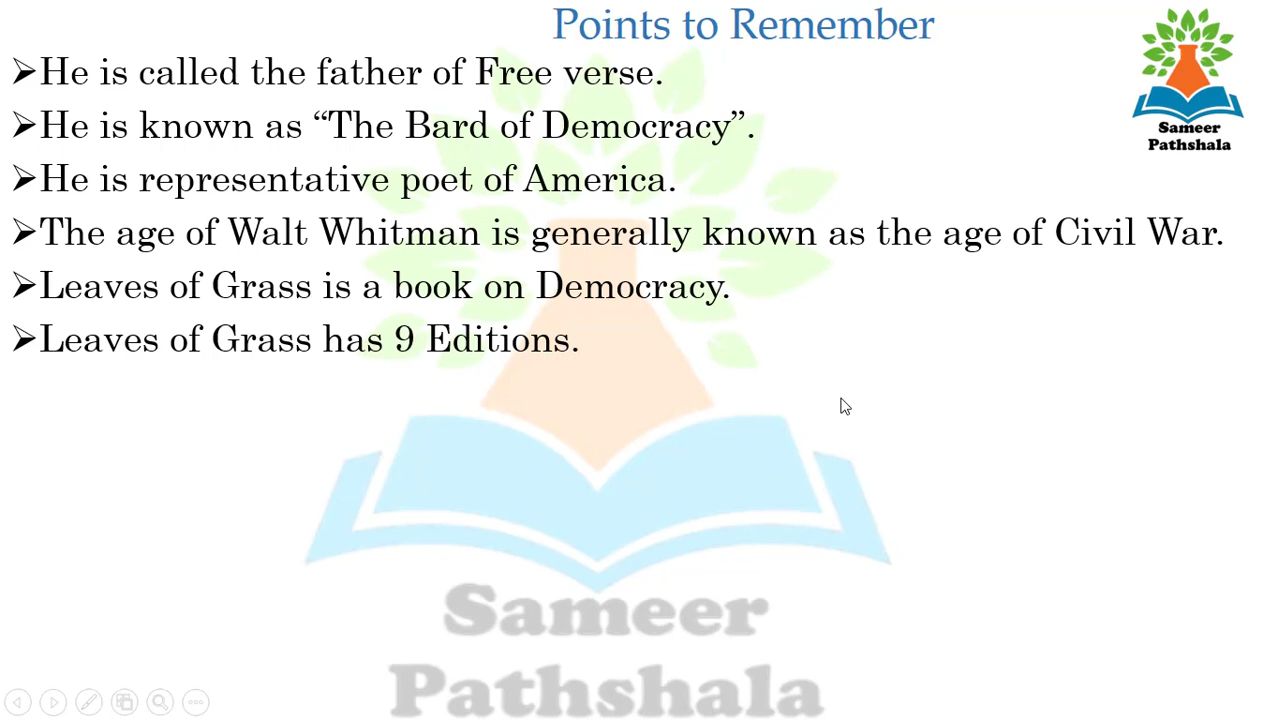 Points to Remember
➢He is called the father of Free verse.
➢He is known as “The Bard of Democracy”.
➢He is representative poet of America.
➢The age of Walt Whitman is generally known as the age of Civil War.
➢Leaves of Grass is a book on Democracy.
➢Leaves of Grass has 9 Editions.
Sameer
Pathshala
Sameer
Pathshala